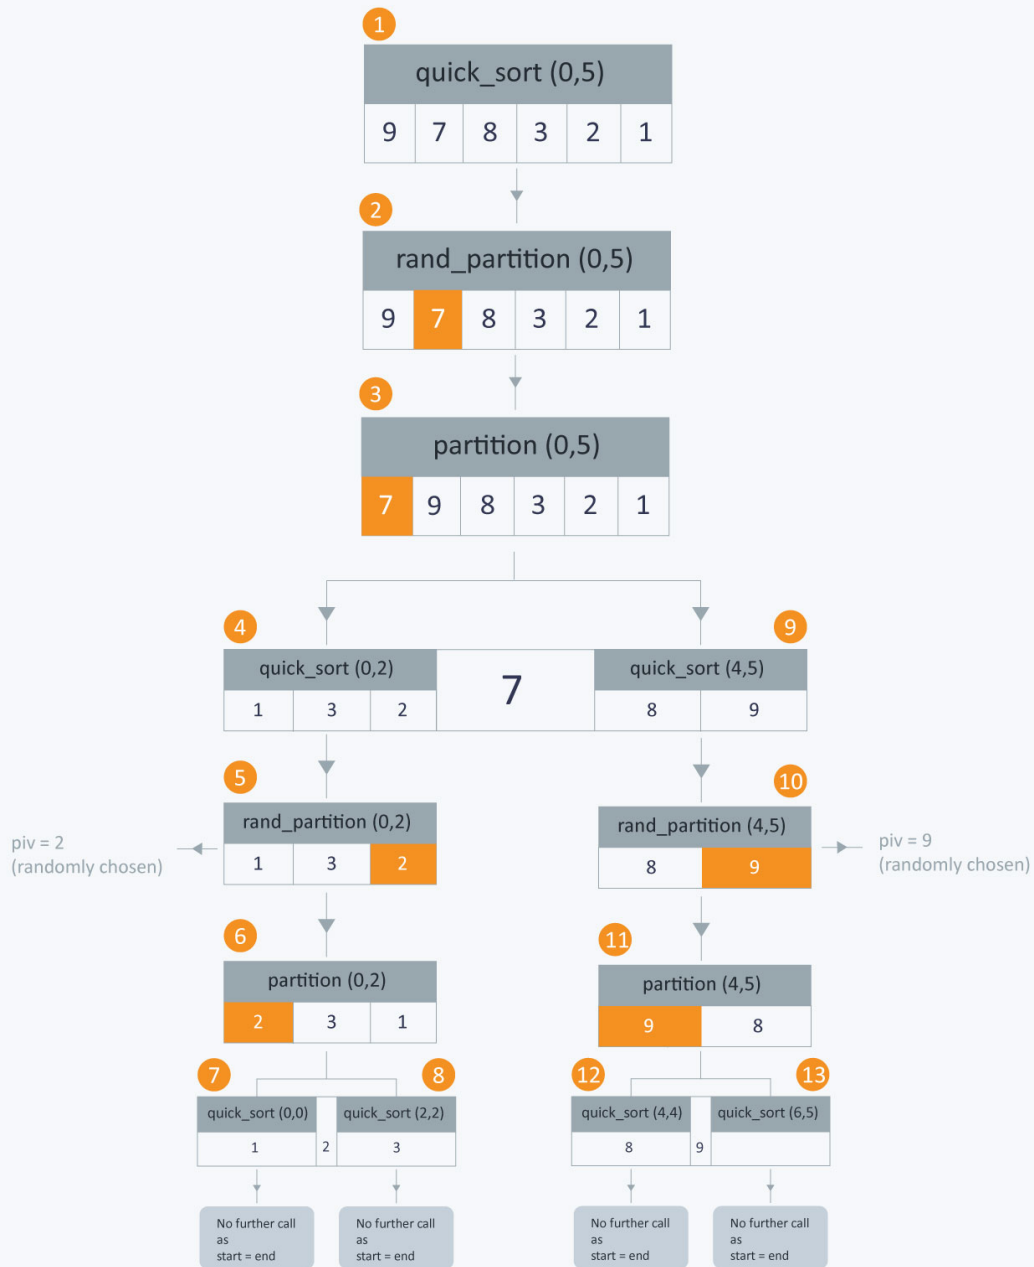 1
quick_sort (0,5)
9 7 8 3 2 1
2
rand_partition (0,5)
9 7 8 3 2 1
3
partition (0,5)
7 9 8 3 2 1
4
quick_sort (0,2)
1 3 2
7
9
quick_sort (4,5)
8 9
5
rand_partition (0,2)
1 3 2
piv = 2
(randomly chosen)
10
rand_partition (4,5)
8 9
piv = 9
(randomly chosen)
6
partition (0,2)
2 3 1
11
partition (4,5)
9 8
7
quick_sort (0,0)
1
2
8
quick_sort (2,2)
3
12
quick_sort (4,4)
8
9
13
quick_sort (6,5)
No further call
as
start = end
No further call
as
start = end
No further call
as
start = end
No further call
as
start = end